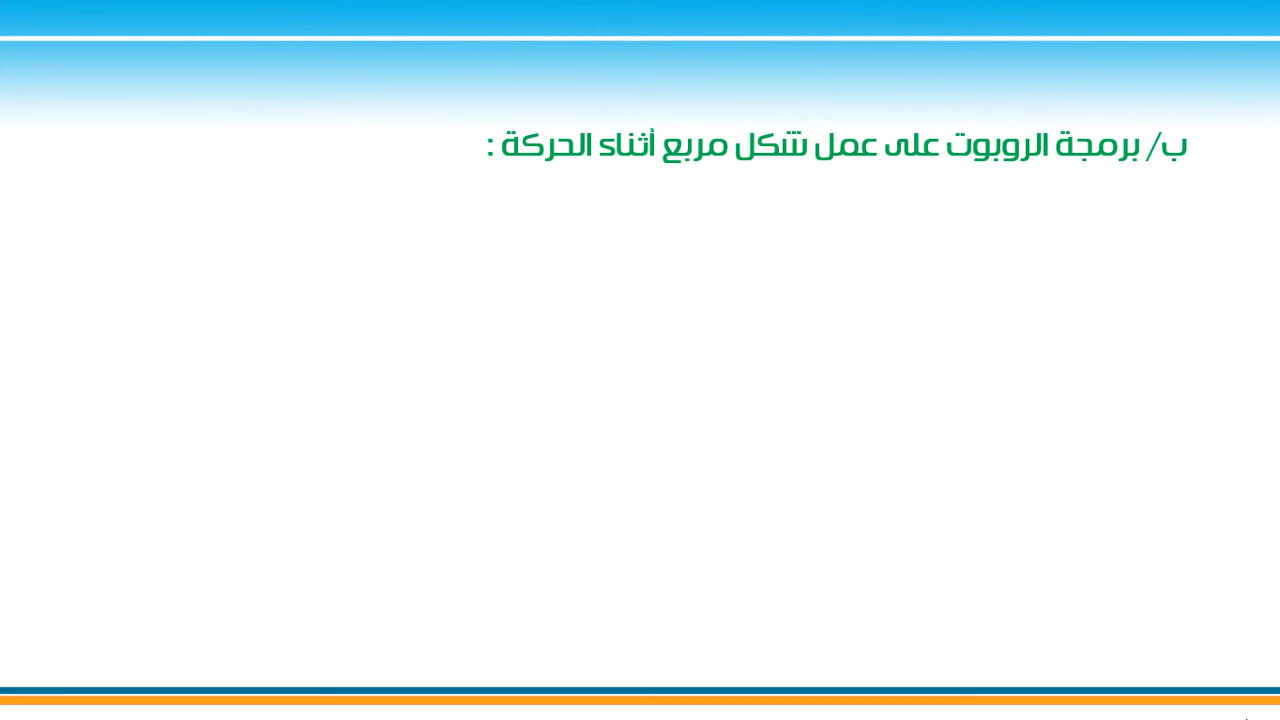 ب/ برمجة الروبوت على عمل شكل مربع أثناء الحركة :